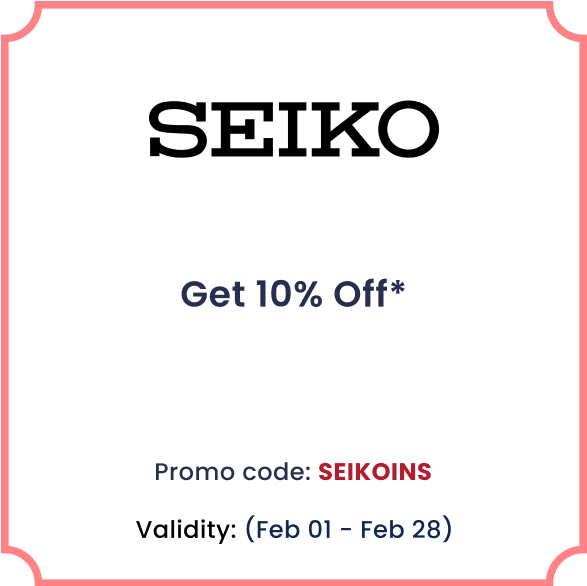 SEIKO
Get 10% Off*
Promo code: SEIKOINS
Validity: (Feb 01 - Feb 28)